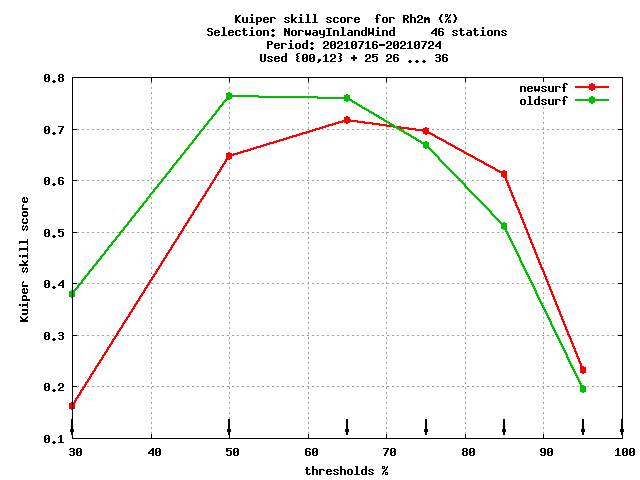 Kuiper skill score  for Rh2m (%)
Selection: NorwayInlandWind     46 stations
Period: 20210716-20210724
Used {00,12} + 25 26 ... 36
newsurf
oldsurf
0.8
0.7
0.6
0.5
0.4
0.3
0.2
0.1
Kuiper skill score
30 40 50 60 70 80 90 100
thresholds %